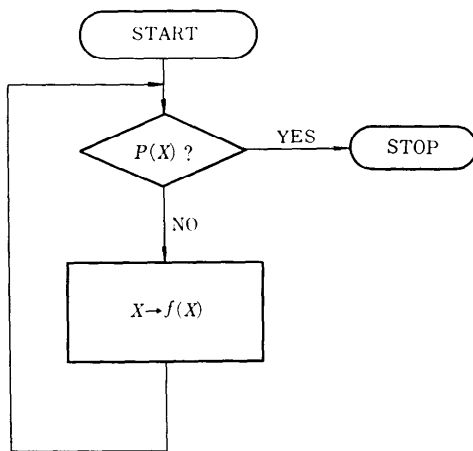 START
P(X) ?
YES
STOP
NO
X→f(X)